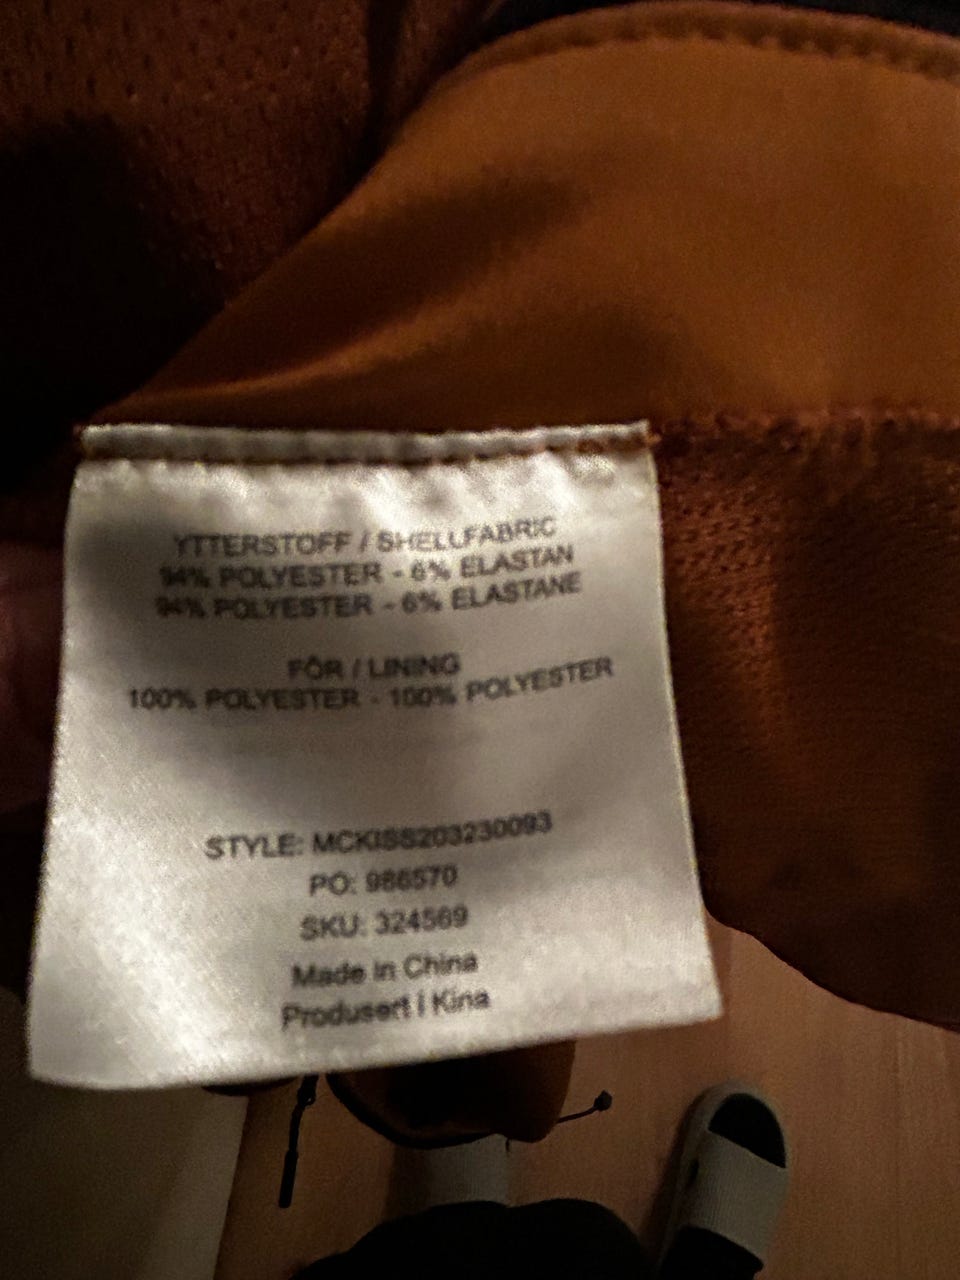 YTTERSTOFF / SHELLFABRIC
94% POLYESTER - 6% ELASTAN
94% POLYESTER - 6% ELASTANE
FÔR / LINING
100% POLYESTER - 100% POLYESTER
STYLE: MCKISS203230093
PO: 986570
SKU: 324569
Made in China
Produsert i Kina